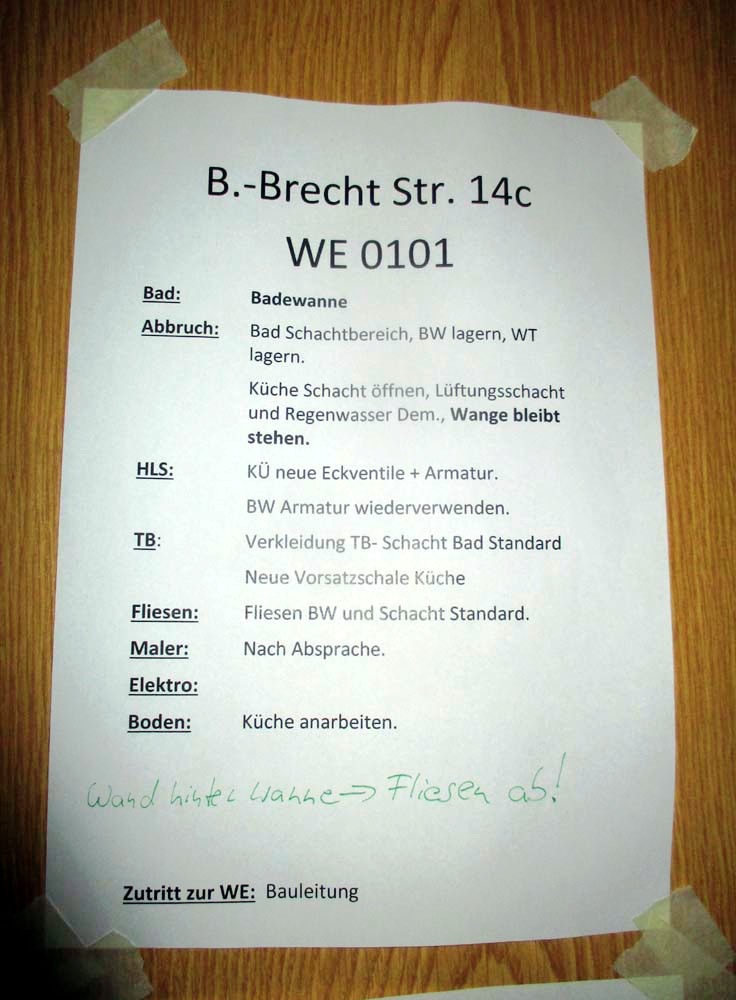 B.-Brecht Str. 14c
WE 0101
Bad: Badewanne
Abbruch: Bad Schachtbereich, BW lagern, WT
lagern.
Küche Schacht öffnen, Lüftungsschacht
und Regenwasser Dem., Wange bleibt
stehen.
HLS: KÜ neue Eckventile + Armatur.
BW Armatur wiederverwenden.
TB: Verkleidung TB- Schacht Bad Standard
Neue Vorsatzschale Küche
Fliesen: Fliesen BW und Schacht Standard.
Maler: Nach Absprache.
Elektro:
Boden: Küche anarbeiten.
Wand hinter Wanne -> Fliesen ab!
Zutritt zur WE: Bauleitung